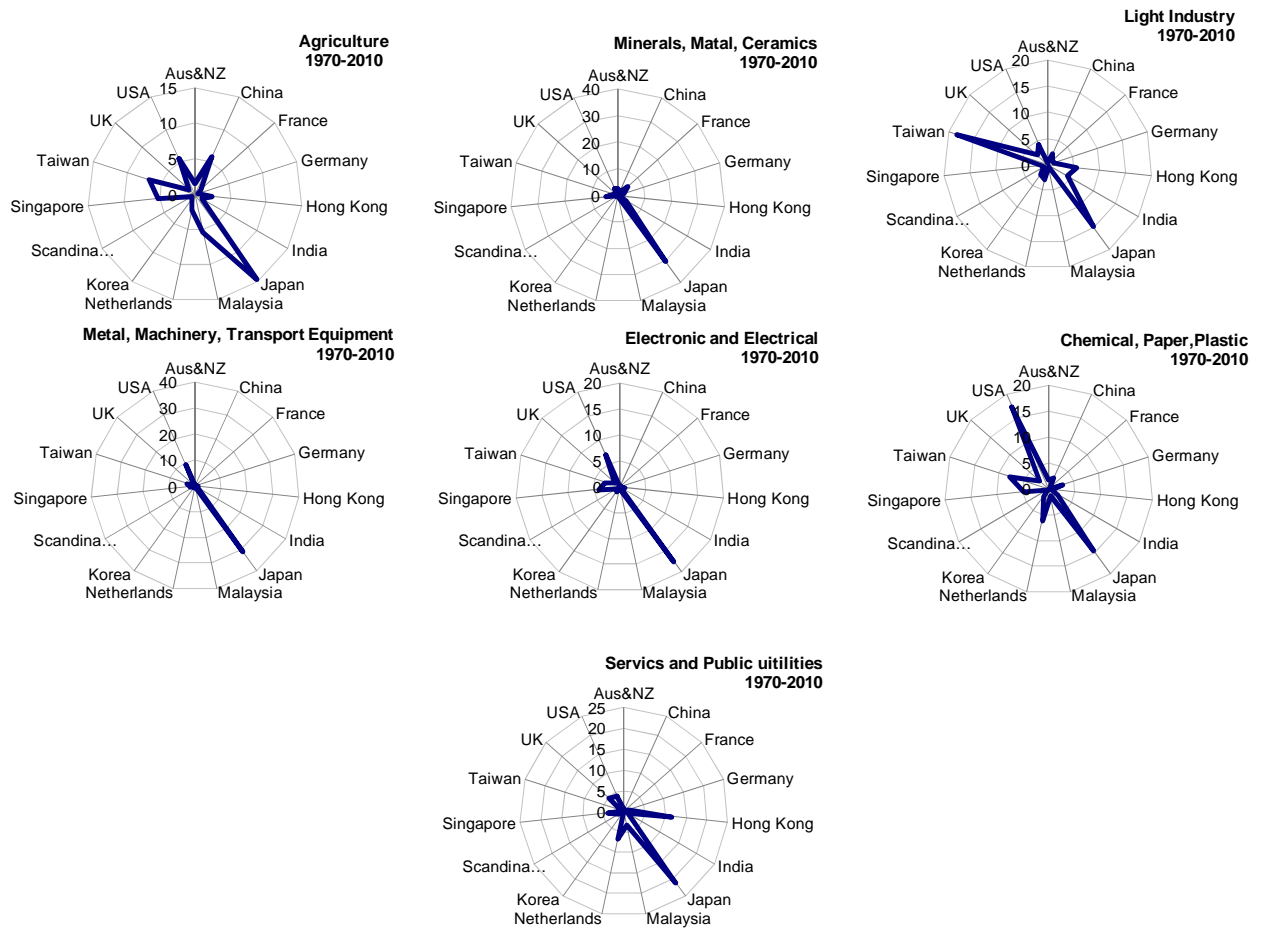 Agriculture
1970-2010
Aus&NZ
China
France
Germany
Hong Kong
India
Japan
Malaysia
Netherlands
Korea
Scandina…
Singapore
Taiwan
UK
USA
15
10
5
0
Minerals, Matal, Ceramics
1970-2010
Aus&NZ
China
France
Germany
Hong Kong
India
Japan
Malaysia
Netherlands
Korea
Scandina…
Singapore
Taiwan
UK
USA
40
30
20
10
0
Light Industry
1970-2010
Aus&NZ
China
France
Germany
Hong Kong
India
Japan
Malaysia
Netherlands
Korea
Scandina…
Singapore
Taiwan
UK
USA
20
15
10
5
0
Metal, Machinery, Transport Equipment
1970-2010
Aus&NZ
China
France
Germany
Hong Kong
India
Japan
Malaysia
Netherlands
Korea
Scandina…
Singapore
Taiwan
UK
USA
40
30
20
10
0
Electronic and Electrical
1970-2010
Aus&NZ
China
France
Germany
Hong Kong
India
Japan
Malaysia
Netherlands
Korea
Scandina…
Singapore
Taiwan
UK
USA
20
15
10
5
0
Chemical, Paper,Plastic
1970-2010
Aus&NZ
China
France
Germany
Hong Kong
India
Japan
Malaysia
Netherlands
Korea
Scandina…
Singapore
Taiwan
UK
USA
20
15
10
5
0
Servics and Public uitilities
1970-2010
Aus&NZ
China
France
Germany
Hong Kong
India
Japan
Malaysia
Netherlands
Korea
Scandina…
Singapore
Taiwan
UK
USA
25
20
15
10
5
0